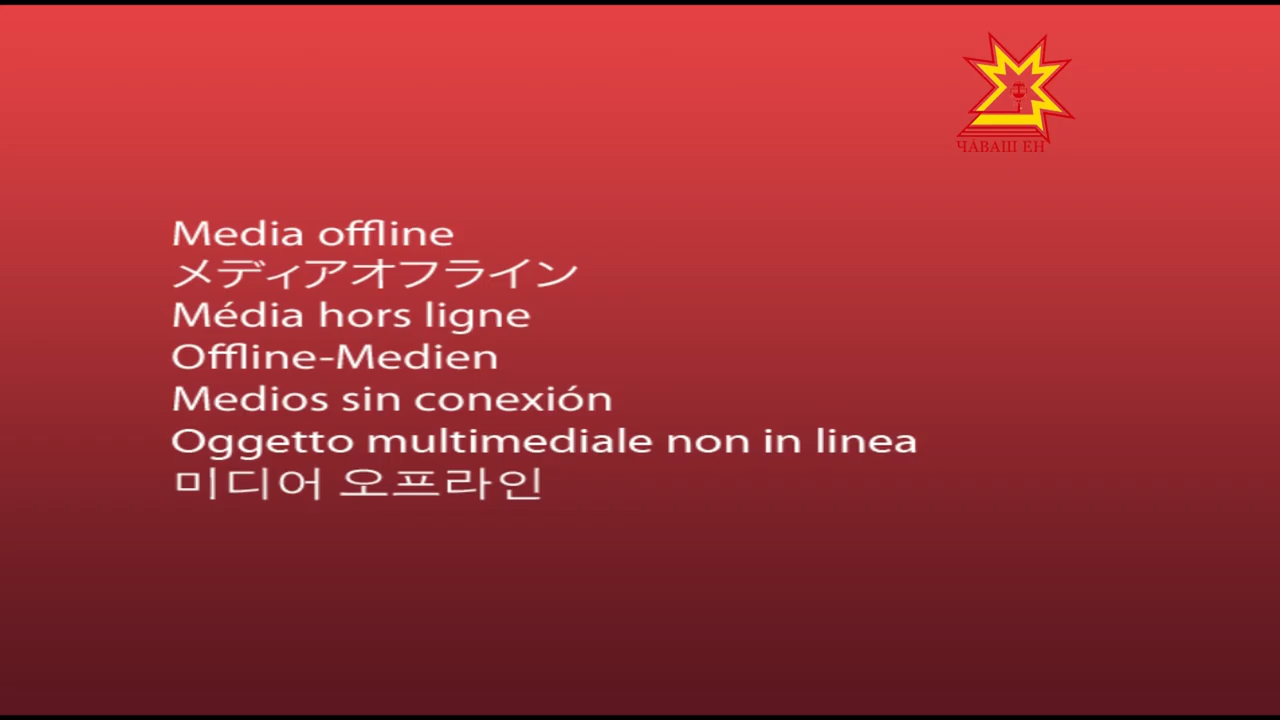 ЧĂВАШ ЕН
Media offline
メディアオフライン
Média hors ligne
Offline-Medien
Medios sin conexión
Oggetto multimediale non in linea
미디어 오프라인